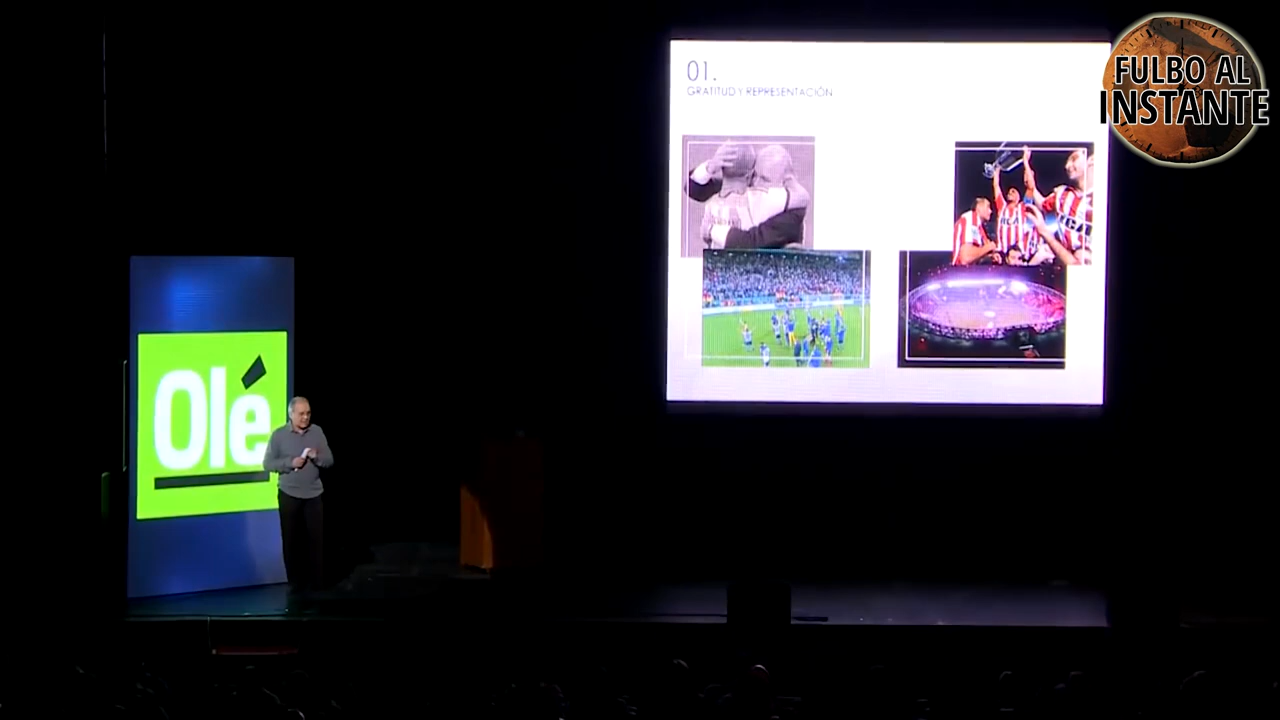 01.
GRATITUD Y REPRESENTACIÓN
FULBO AL
INSTANTE
Olé